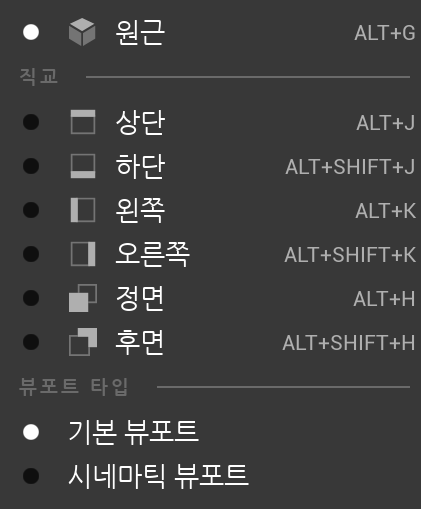 원근 ALT+G
직교
상단 ALT+J
하단 ALT+SHIFT+J
왼쪽 ALT+K
오른쪽 ALT+SHIFT+K
정면 ALT+H
후면 ALT+SHIFT+H
뷰포트 타입
기본 뷰포트
시네마틱 뷰포트